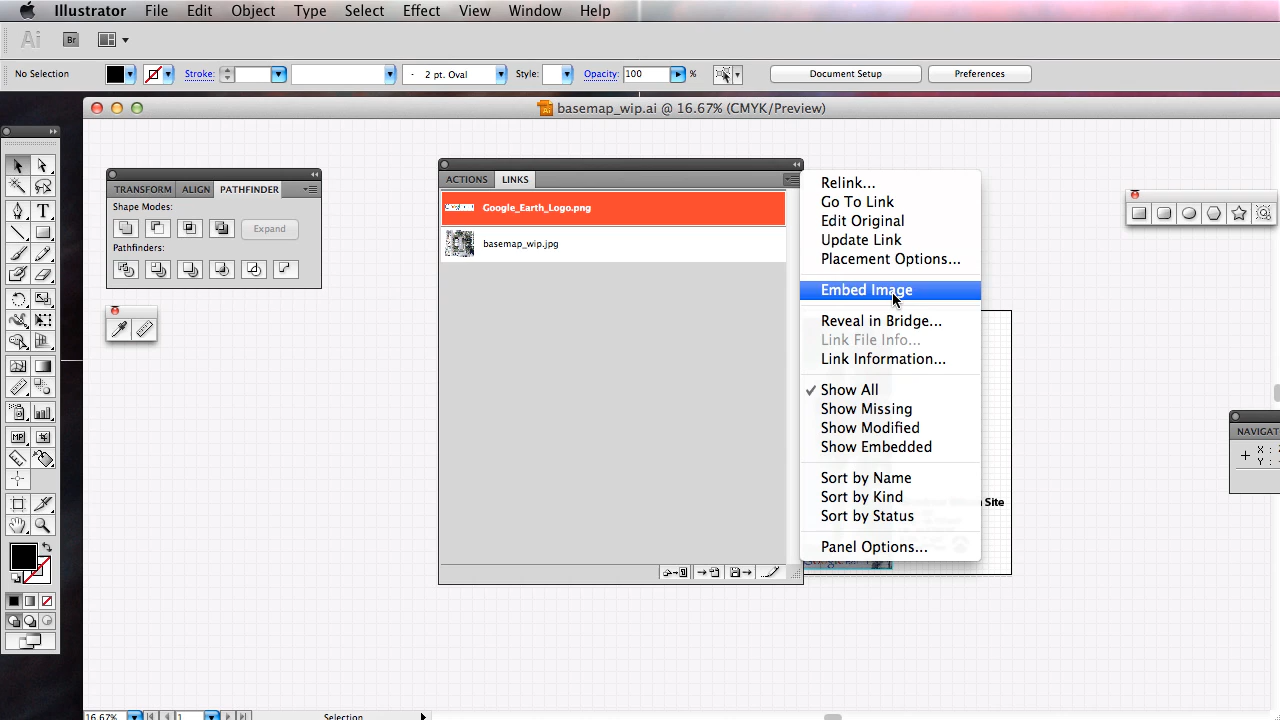 Illustrator File Edit Object Type Select Effect View Window Help
Ai Br
No Selection Stroke: 2 pt. Oval Style: Opacity: 100 % Document Setup Preferences
basemap_wip.ai @ 16.67% (CMYK/Preview)
TRANSFORM ALIGN PATHFINDER
Shape Modes:
Expand
Pathfinders:
ACTIONS LINKS
Google_Earth_Logo.png
basemap_wip.jpg
Relink...
Go To Link
Edit Original
Update Link
Placement Options...
Embed Image
Reveal in Bridge...
Link File Info...
Link Information...
Show All
Show Missing
Show Modified
Show Embedded
Sort by Name
Sort by Kind
Sort by Status
Panel Options...
Site
NAVIGAT
X :
Y :
16.67% 1 Selection